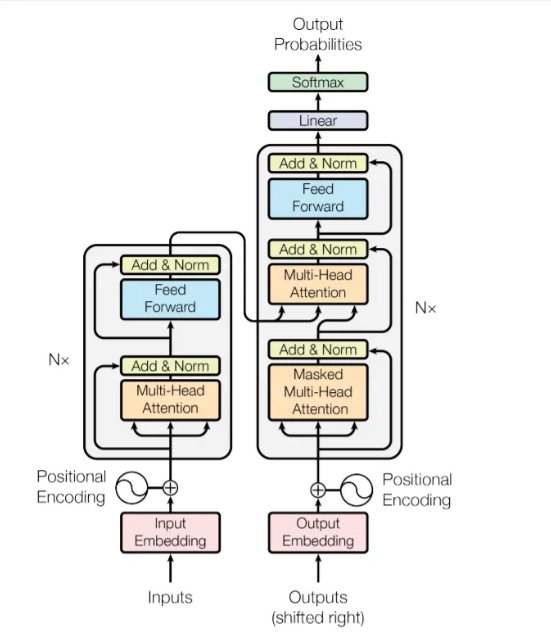 Output
Probabilities
Softmax
Linear
Add & Norm
Feed
Forward
Add & Norm
Multi-Head
Attention
Nx
Add & Norm
Masked
Multi-Head
Attention
Add & Norm
Feed
Forward
Nx
Add & Norm
Multi-Head
Attention
Positional
Encoding
Positional
Encoding
Input
Embedding
Output
Embedding
Inputs
Outputs
(shifted right)